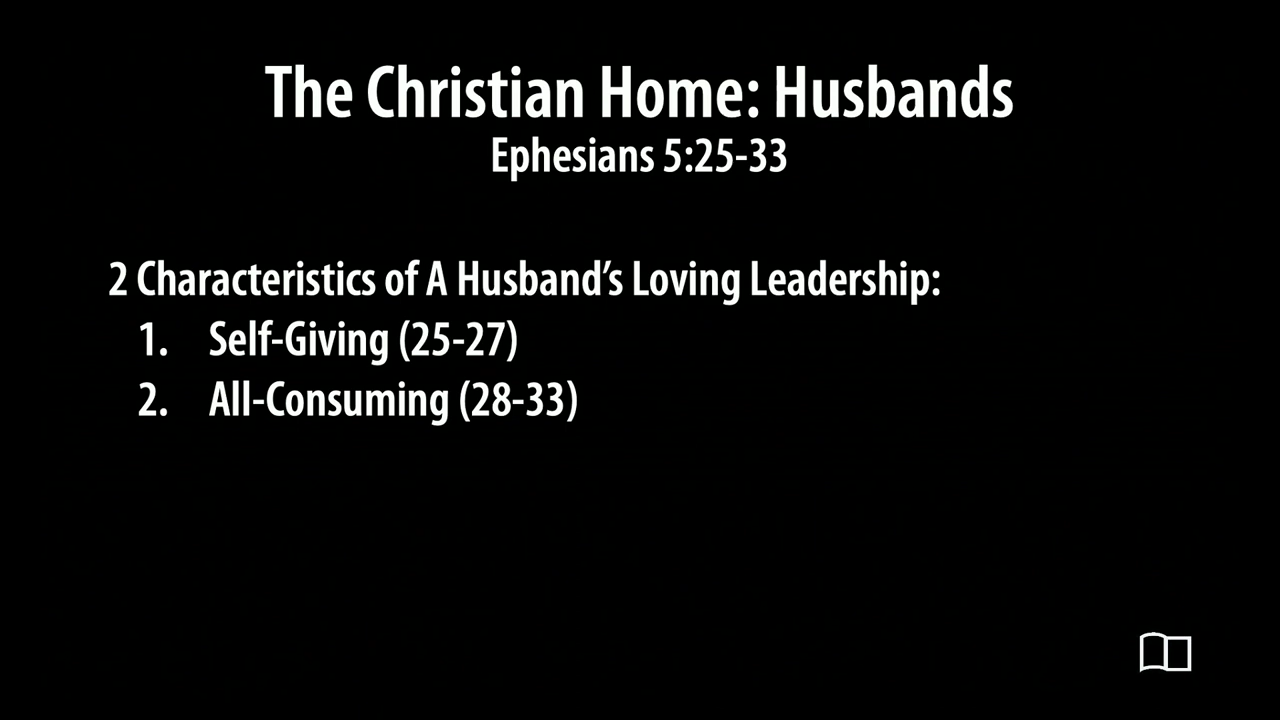 The Christian Home: Husbands
Ephesians 5:25-33
2 Characteristics of A Husband’s Loving Leadership:
1. Self-Giving (25-27)
2. All-Consuming (28-33)